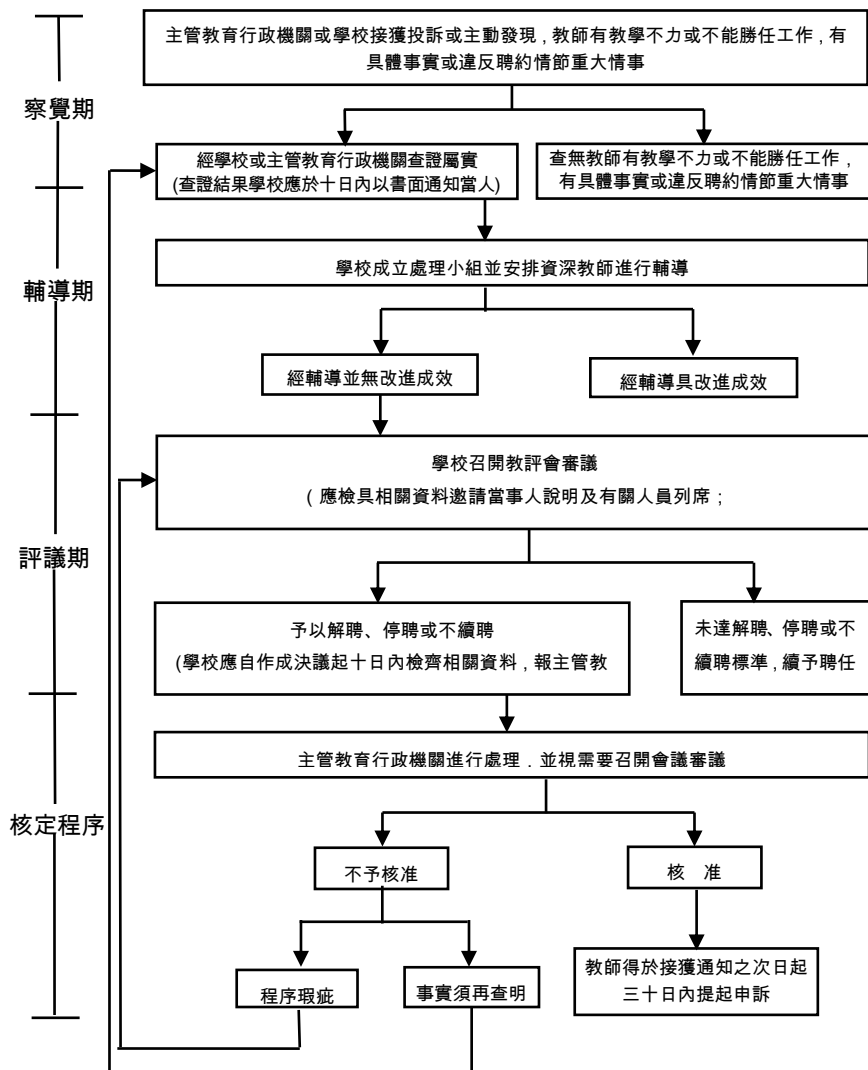 主管教育行政機關或學校接獲投訴或主動發現，教師有教學不力或不能勝任工作，有
具體事實或違反聘約情節重大情事
察覺期
經學校或主管教育行政機關查證屬實
(查證結果學校應於十日內以書面通知當人)
查無教師有教學不力或不能勝任工作，
有具體事實或違反聘約情節重大情事
輔導期
學校成立處理小組並安排資深教師進行輔導
經輔導並無改進成效
經輔導具改進成效
評議期
學校召開教評會審議
(應檢具相關資料邀請當事人說明及有關人員列席；
予以解聘、停聘或不續聘
(學校應自作成決議起十日內檢齊相關資料，報主管教
未達解聘、停聘或不
續聘標準，續予聘任
核定程序
主管教育行政機關進行處理．並視需要召開會議審議
不予核准
核　准
程序瑕疵
事實須再查明
教師得於接獲通知之次日起
三十日內提起申訴